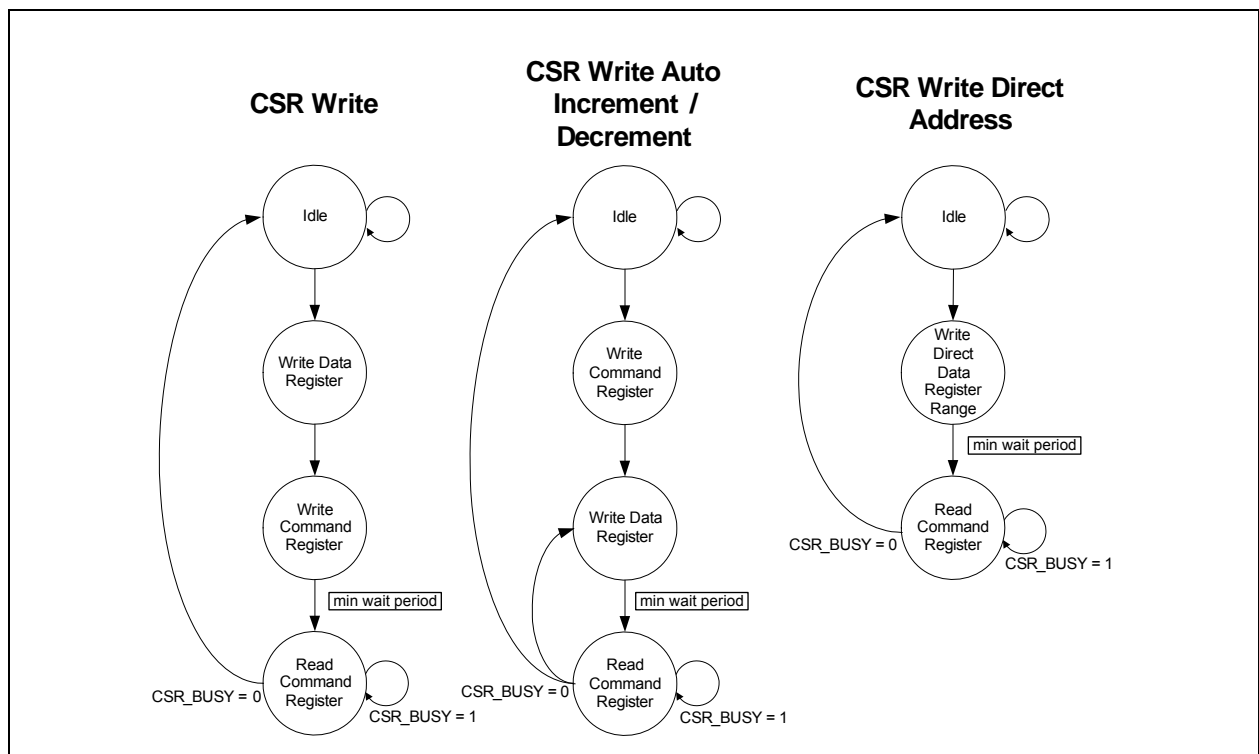 CSR Write
Idle
Write Data
Register
Write
Command
Register
min wait period
Read
Command
Register
CSR_BUSY = 0
CSR_BUSY = 1
CSR Write Auto
Increment /
Decrement
Idle
Write
Command
Register
Write Data
Register
min wait period
Read
Command
Register
CSR_BUSY = 0
CSR_BUSY = 1
CSR Write Direct
Address
Idle
Write
Direct
Data
Register
Range
min wait period
Read
Command
Register
CSR_BUSY = 0
CSR_BUSY = 1